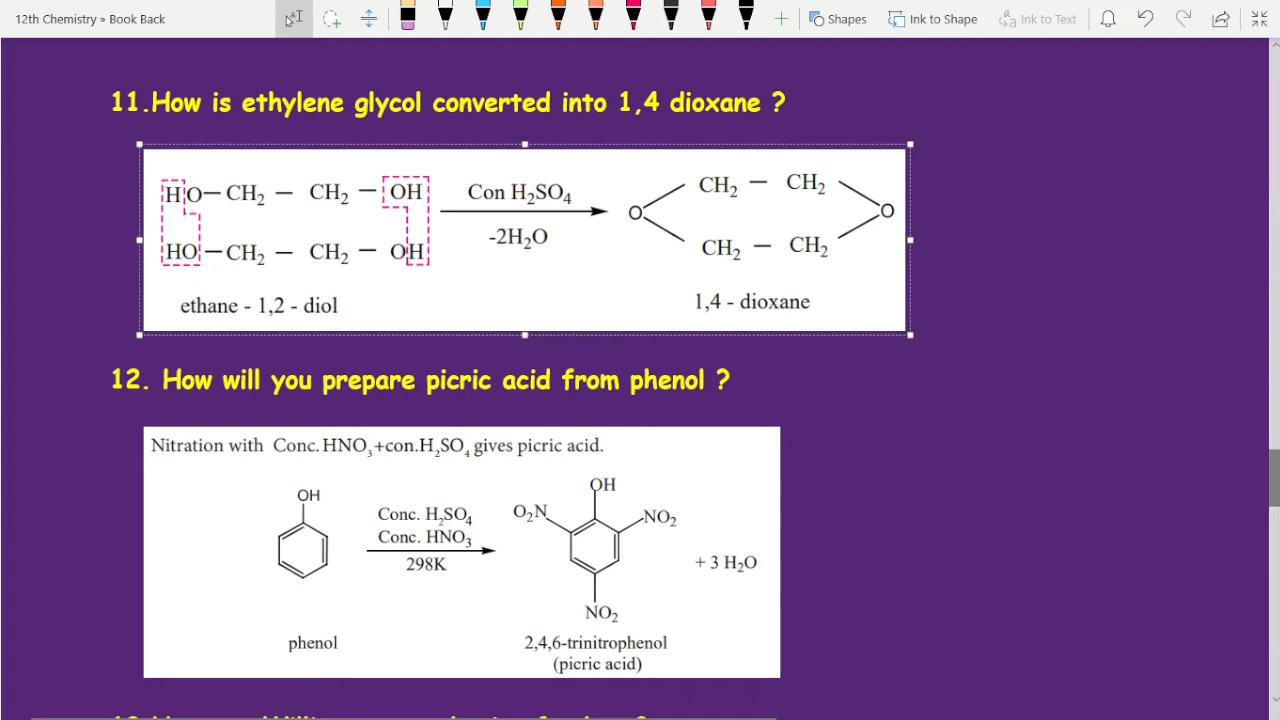 12th Chemistry » Book Back
Shapes Ink to Shape Ink to Text
11.How is ethylene glycol converted into 1,4 dioxane ?
HO–CH₂ – CH₂ – OH Con H₂SO₄ O CH₂ – CH₂ O
HO–CH₂ – CH₂ – OH -2H₂O CH₂ – CH₂
ethane - 1,2 - diol 1,4 - dioxane
12. How will you prepare picric acid from phenol ?
Nitration with Conc. HNO₃+con.H₂SO₄ gives picric acid.
OH OH
Conc. H₂SO₄ O₂N NO₂
Conc. HNO₃
298K + 3 H₂O
NO₂
phenol 2,4,6-trinitrophenol
(picric acid)